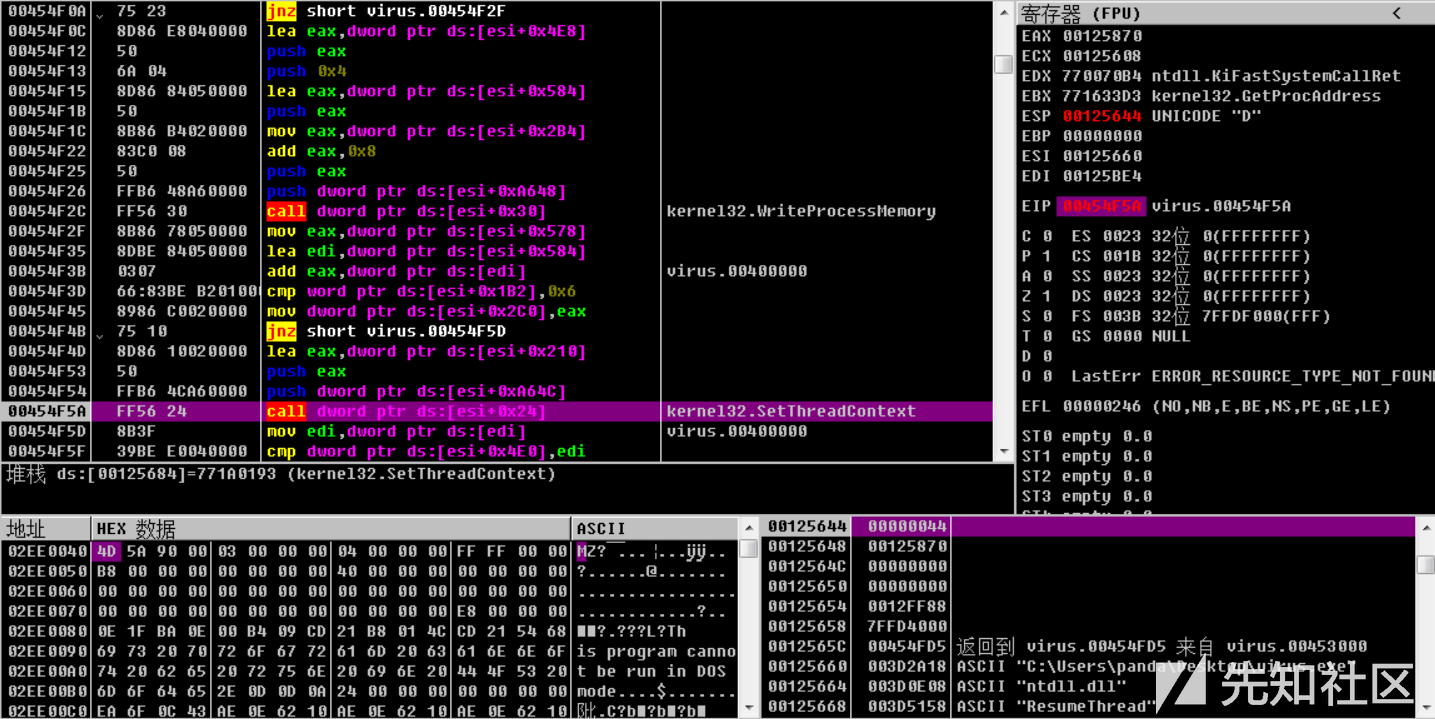 00454F0A 75 23 jnz short virus.00454F2F
00454F0C 8D86 E8040000 lea eax,dword ptr ds:[esi+0x4E8]
00454F12 50 push eax
00454F13 6A 04 push 0x4
00454F15 8D86 84050000 lea eax,dword ptr ds:[esi+0x584]
00454F1B 50 push eax
00454F1C 8B86 B4020000 mov eax,dword ptr ds:[esi+0x2B4]
00454F22 83C0 08 add eax,0x8
00454F25 50 push eax
00454F26 FFB6 48A60000 push dword ptr ds:[esi+0xA648]
00454F2C FF56 30 call dword ptr ds:[esi+0x30] kernel32.WriteProcessMemory
00454F2F 8B86 78050000 mov eax,dword ptr ds:[esi+0x578]
00454F35 8DBE 84050000 lea edi,dword ptr ds:[esi+0x584]
00454F3B 0307 add eax,dword ptr ds:[edi] virus.00400000
00454F3D 66:83BE B20100 cmp word ptr ds:[esi+0x1B2],0x6
00454F45 8986 C0020000 mov dword ptr ds:[esi+0x2C0],eax
00454F4B 75 10 jnz short virus.00454F5D
00454F4D 8D86 10020000 lea eax,dword ptr ds:[esi+0x210]
00454F53 50 push eax
00454F54 FFB6 4CA60000 push dword ptr ds:[esi+0xA64C]
00454F5A FF56 24 call dword ptr ds:[esi+0x24] kernel32.SetThreadContext
00454F5D 8B3F mov edi,dword ptr ds:[edi] virus.00400000
00454F5F 39BE E0040000 cmp dword ptr ds:[esi+0x4E0],edi
堆栈 ds:[00125684]=771A0193 (kernel32.SetThreadContext)
寄存器 (FPU) <
EAX 00125870
ECX 00125608
EDX 770070B4 ntdll.KiFastSystemCallRet
EBX 771633D3 kernel32.GetProcAddress
ESP 00125644 UNICODE "D"
EBP 00000000
ESI 00125660
EDI 00125BE4
EIP 00454F5A virus.00454F5A
C 0 ES 0023 32位 0(FFFFFFFF)
P 1 CS 001B 32位 0(FFFFFFFF)
A 0 SS 0023 32位 0(FFFFFFFF)
Z 1 DS 0023 32位 0(FFFFFFFF)
S 0 FS 003B 32位 7FFDF000(FFF)
T 0 GS 0000 NULL
D 0
O 0 LastErr ERROR_RESOURCE_TYPE_NOT_FOUN
EFL 00000246 (NO,NB,E,BE,NS,PE,GE,LE)
ST0 empty 0.0
ST1 empty 0.0
ST2 empty 0.0
ST3 empty 0.0
地址 HEX 数据 ASCII
02EE0040 4D 5A 90 00 03 00 00 00 04 00 00 00 FF FF 00 00
02EE0050 B8 00 00 00 00 00 00 00 40 00 00 00 00 00 00 00 ?.......@.......
02EE0060 00 00 00 00 00 00 00 00 00 00 00 00 00 00 00 00 ................
02EE0070 00 00 00 00 00 00 00 00 00 00 00 00 E8 00 00 00 ............?..
02EE0080 0E 1F BA 0E 00 B4 09 CD 21 B8 01 4C CD 21 54 68
02EE0090 69 73 20 70 72 6F 67 72 61 6D 20 63 61 6E 6E 6F is program canno
02EE00A0 74 20 62 65 20 72 75 6E 20 69 6E 20 44 4F 53 20 t be run in DOS
02EE00B0 6D 6F 64 65 2E 0D 0D 0A 24 00 00 00 00 00 00 00 mode....$.......
02EE00C0 EA 6F 0C 43 AE 0E 62 10 AE 0E 62 10 AE 0E 62 10
00125644 00000044
00125648 00125870
0012564C 00000000
00125650 00000000
00125654 0012FF88
00125658 7FFD4000
0012565C 00454FD5 返回到 virus.00454FD5 来自 virus.00453000
00125660 003D2A18 ASCII "C:\Users\panda\Desktop\virus.exe"
00125664 003D0E08 ASCII "ntdll.dll"
00125668 003D5158 ASCII "ResumeThread"
先知社区